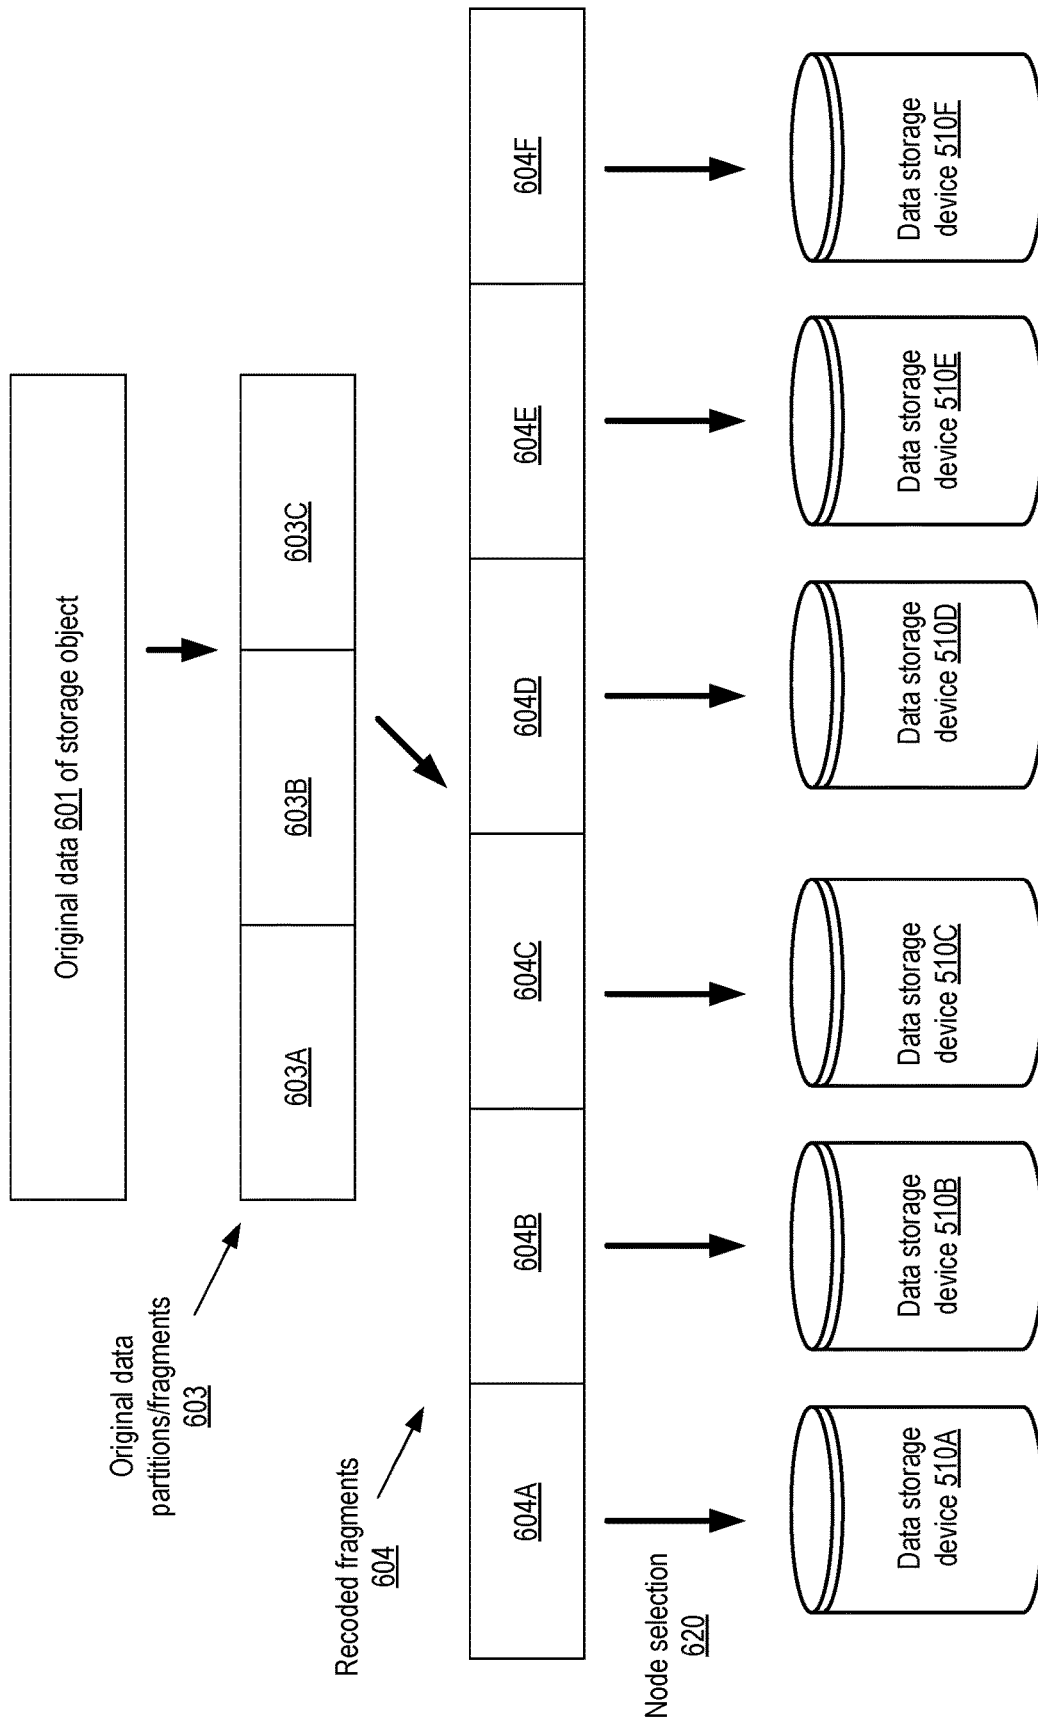 Original data 601 of storage object
Original data
partitions/fragments
603
603A
603B
603C
Recoded fragments
604
604A
604B
604C
604D
604E
604F
Node selection
620
Data storage
device 510A
Data storage
device 510B
Data storage
device 510C
Data storage
device 510D
Data storage
device 510E
Data storage
device 510F